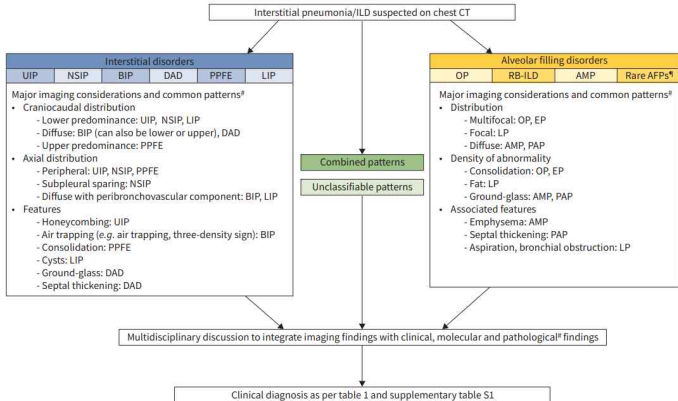 Interstitial pneumonia/ILD suspected on chest CT
Interstitial disorders
UIP NSIP BIP DAD PPFE LIP
Major imaging considerations and common patterns#
• Craniocaudal distribution
- Lower predominance: UIP, NSIP, LIP
- Diffuse: BIP (can also be lower or upper), DAD
- Upper predominance: PPFE
• Axial distribution
- Peripheral: UIP, NSIP, PPFE
- Subpleural sparing: NSIP
- Diffuse with peribronchovascular component: BIP, LIP
• Features
- Honeycombing: UIP
- Air trapping (e.g. air trapping, three-density sign): BIP
- Consolidation: PPFE
- Cysts: LIP
- Ground-glass: DAD
- Septal thickening: DAD
Combined patterns
Unclassifiable patterns
Alveolar filling disorders
OP RB-ILD AMP Rare AFPs¶
Major imaging considerations and common patterns#
• Distribution
- Multifocal: OP, EP
- Focal: LP
- Diffuse: AMP, PAP
• Density of abnormality
- Consolidation: OP, EP
- Fat: LP
- Ground-glass: AMP, PAP
• Associated features
- Emphysema: AMP
- Septal thickening: PAP
- Aspiration, bronchial obstruction: LP
Multidisciplinary discussion to integrate imaging findings with clinical, molecular and pathological# findings
Clinical diagnosis as per table 1 and supplementary table S1